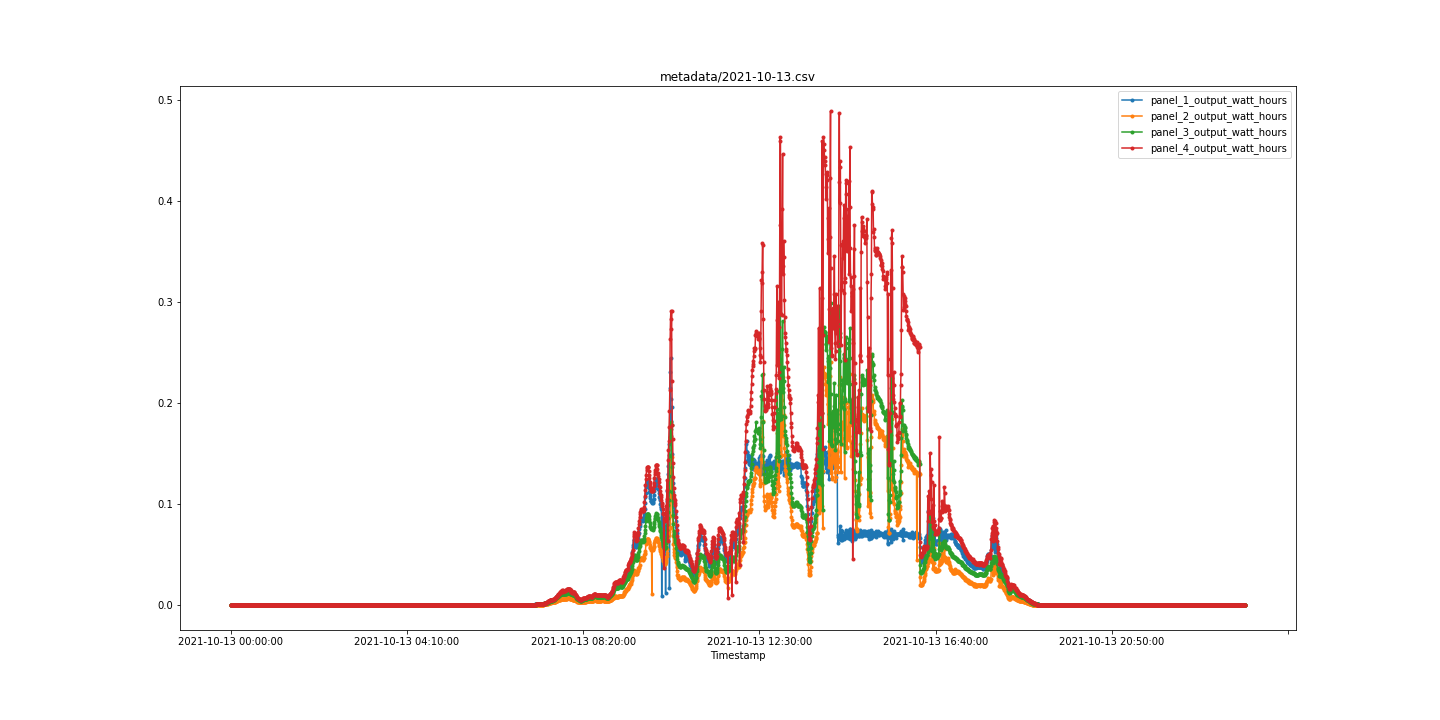 metadata/2021-10-13.csv
panel_1_output_watt_hours
panel_2_output_watt_hours
panel_3_output_watt_hours
panel_4_output_watt_hours
0.5
0.4
0.3
0.2
0.1
0.0
2021-10-13 00:00:00 2021-10-13 04:10:00 2021-10-13 08:20:00 2021-10-13 12:30:00 2021-10-13 16:40:00 2021-10-13 20:50:00
Timestamp